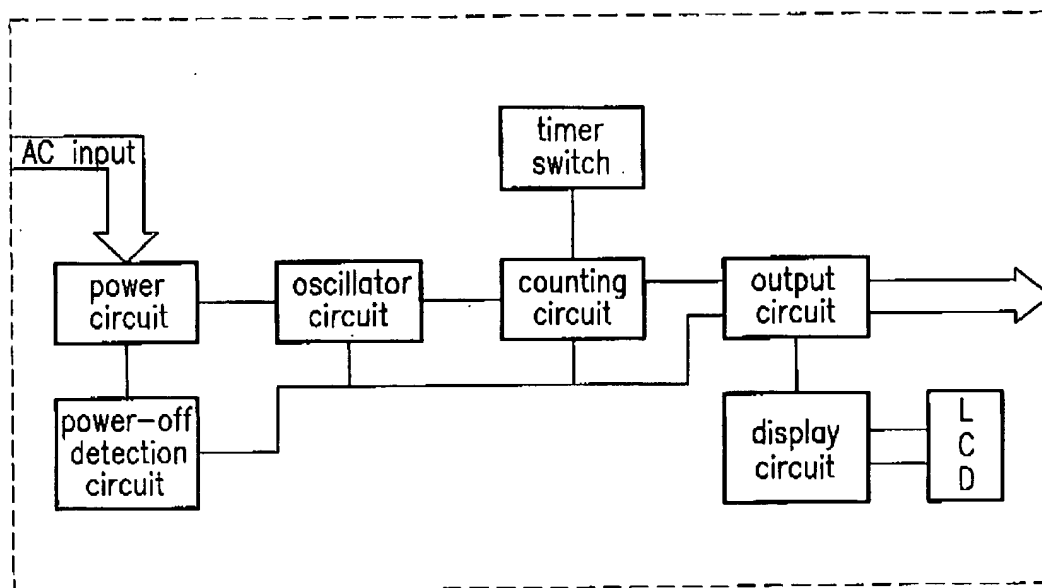 AC input
timer
switch
power
circuit
oscillator
circuit
counting
circuit
output
circuit
power-off
detection
circuit
display
circuit
L
C
D